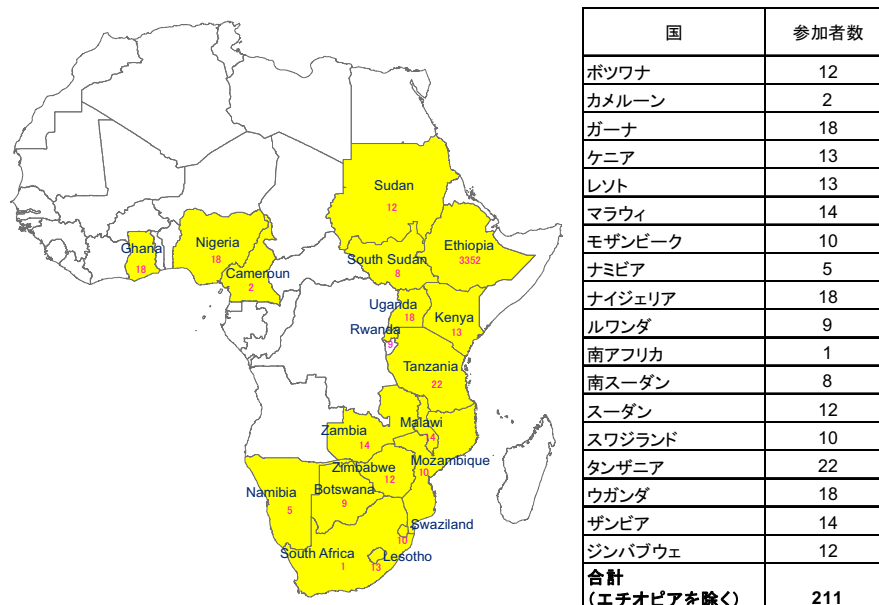 Sudan
12
Ghana
18
Nigeria
18
Cameroun
2
South Sudan
8
Ethiopia
3352
Uganda
18
Kenya
13
Rwanda
9
Tanzania
22
Malawi
14
Zambia
14
Mozambique
10
Zimbabwe
12
Namibia
5
Botswana
9
Swaziland
10
South Africa
1
Lesotho
13
国 参加者数
ボツワナ 12
カメルーン 2
ガーナ 18
ケニア 13
レソト 13
マラウィ 14
モザンビーク 10
ナミビア 5
ナイジェリア 18
ルワンダ 9
南アフリカ 1
南スーダン 8
スーダン 12
スワジランド 10
タンザニア 22
ウガンダ 18
ザンビア 14
ジンバブウェ 12
合計
(エチオピアを除く) 211